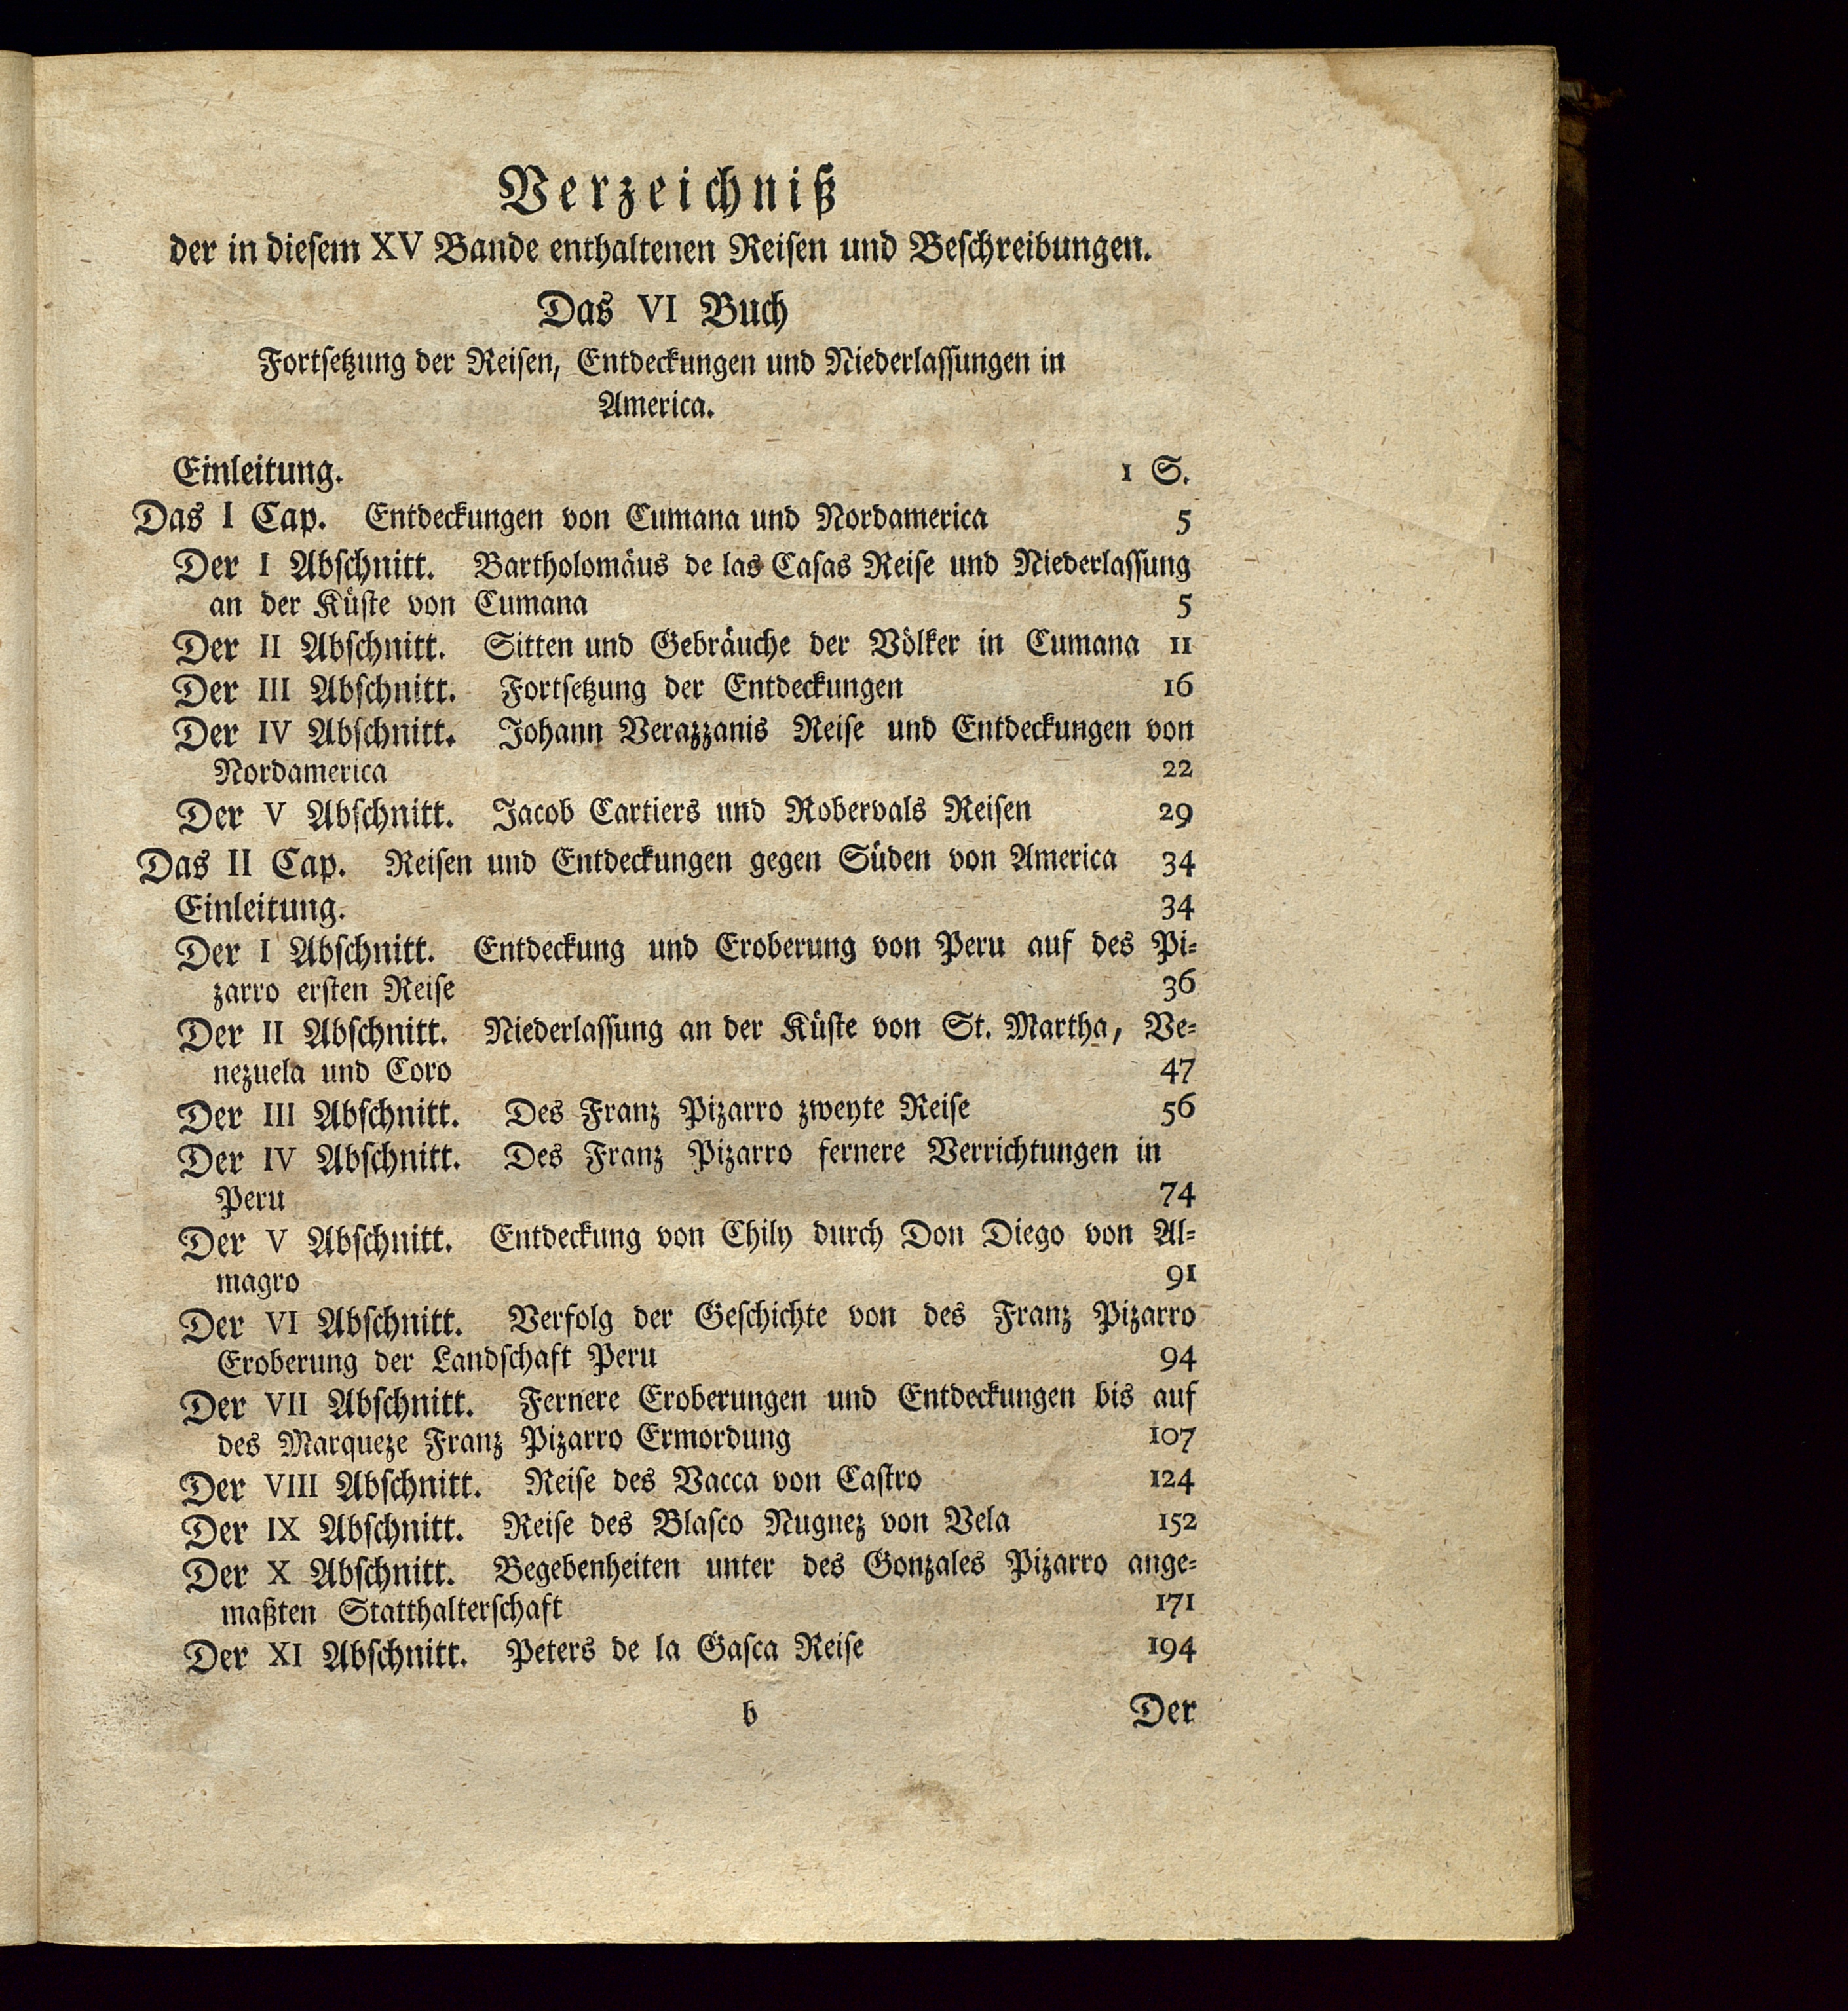 Verzeichniß
der in diesem XV Bande enthaltenen Reisen und Beschreibungen.
Das VI Buch
Fortsetzung der Reisen, Entdeckungen und Niederlassungen in
America.
Einleitung. 1 S.
Das I Cap. Entdeckungen von Cumana und Nordamerica 5
Der I Abschnitt. Bartholomäus de las Casas Reise und Niederlassung
an der Küste von Cumana 5
Der II Abschnitt. Sitten und Gebräuche der Völker in Cumana 11
Der III Abschnitt. Fortsetzung der Entdeckungen 16
Der IV Abschnitt. Johann Verazzanis Reise und Entdeckungen von
Nordamerica 22
Der V Abschnitt. Jacob Cartiers und Robervals Reisen 29
Das II Cap. Reisen und Entdeckungen gegen Süden von America 34
Einleitung. 34
Der I Abschnitt. Entdeckung und Eroberung von Peru auf des Pi-
zarro ersten Reise 36
Der II Abschnitt. Niederlassung an der Küste von St. Martha, Ve-
nezuela und Coro 47
Der III Abschnitt. Des Franz Pizarro zweyte Reise 56
Der IV Abschnitt. Des Franz Pizarro fernere Verrichtungen in
Peru 74
Der V Abschnitt. Entdeckung von Chily durch Don Diego von Al-
magro 91
Der VI Abschnitt. Verfolg der Geschichte von des Franz Pizarro
Eroberung der Landschaft Peru 94
Der VII Abschnitt. Fernere Eroberungen und Entdeckungen bis auf
des Marqueze Franz Pizarro Ermordung 107
Der VIII Abschnitt. Reise des Vacca von Castro 124
Der IX Abschnitt. Reise des Blasco Nugnez von Vela 152
Der X Abschnitt. Begebenheiten unter des Gonzales Pizarro ange-
maßten Statthalterschaft 171
Der XI Abschnitt. Peters de la Gasca Reise 194
b Der